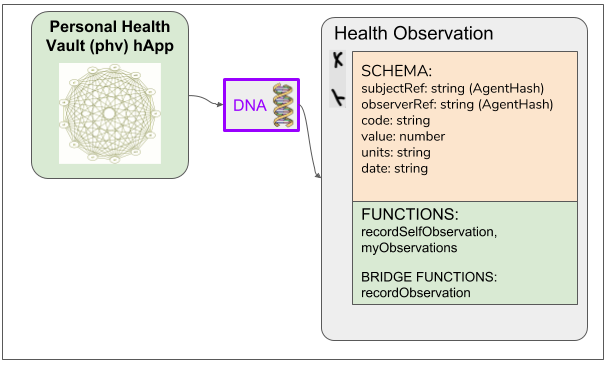 Personal Health
Vault (phv) hApp
DNA
Health Observation
SCHEMA:
subjectRef: string (AgentHash)
observerRef: string (AgentHash)
code: string
value: number
units: string
date: string
FUNCTIONS:
recordSelfObservation,
myObservations
BRIDGE FUNCTIONS:
recordObservation